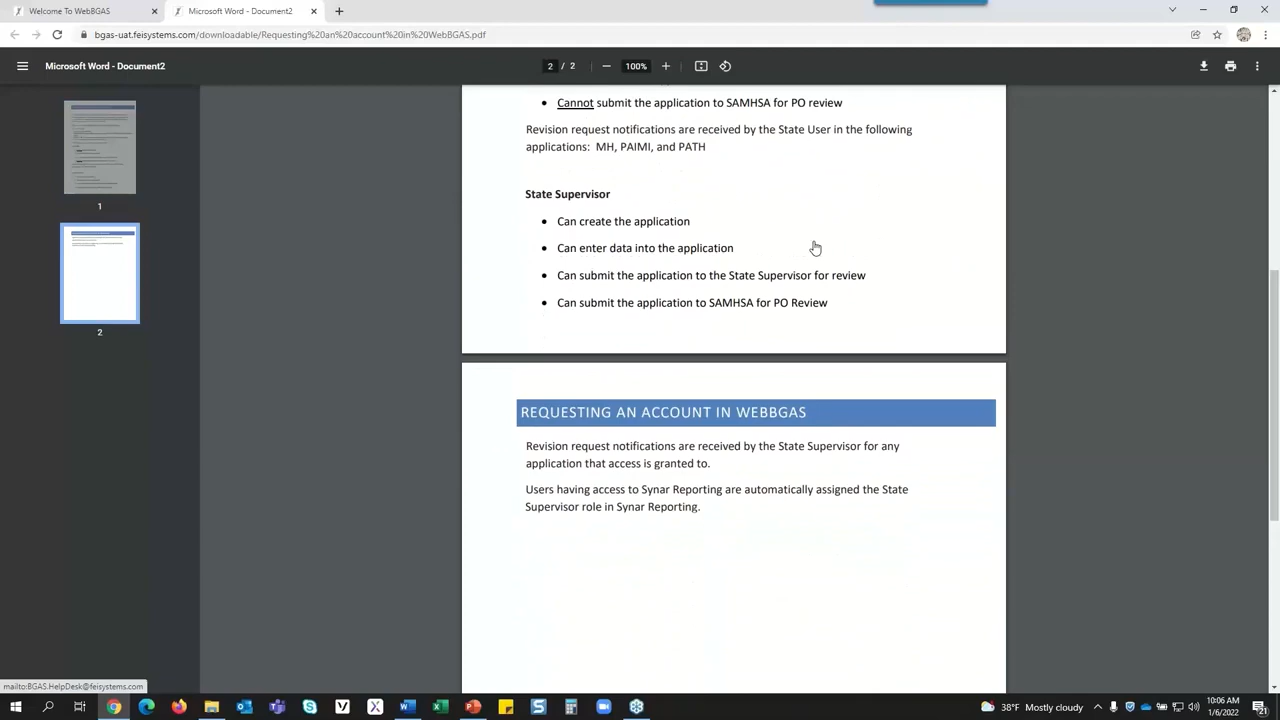 Welcome To WebBGAS
Microsoft Word - Document2
bgas-uat.feisystems.com/downloadable/Requesting%20an%20account%20in%20WebBGAS.pdf
Microsoft Word - Document2
2 / 2
100%
• Cannot submit the application to SAMHSA for PO review
Revision request notifications are received by the State User in the following
applications: MH, PAIMI, and PATH
State Supervisor
• Can create the application
• Can enter data into the application
• Can submit the application to the State Supervisor for review
• Can submit the application to SAMHSA for PO Review
1
2
REQUESTING AN ACCOUNT IN WEBBGAS
Revision request notifications are received by the State Supervisor for any
application that access is granted to.
Users having access to Synar Reporting are automatically assigned the State
Supervisor role in Synar Reporting.
mailto:BGAS.HelpDesk@feisystems.com
38°F Mostly cloudy
10:06 AM
1/6/2022
21